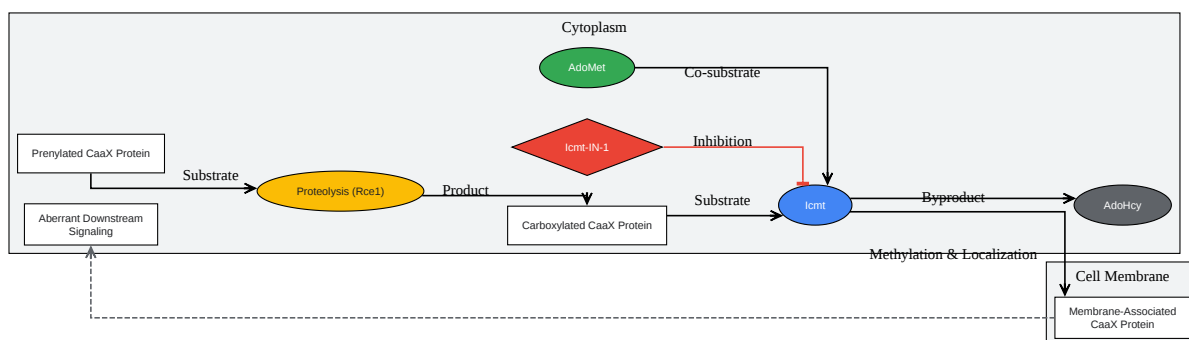 Cytoplasm
AdoMet
Co-substrate
Icmt-IN-1
Inhibition
Prenylated CaaX Protein
Substrate
Proteolysis (Rce1)
Product
Carboxylated CaaX Protein
Substrate
Icmt
Byproduct
AdoHcy
Aberrant Downstream
Signaling
Methylation & Localization
Cell Membrane
Membrane-Associated
CaaX Protein